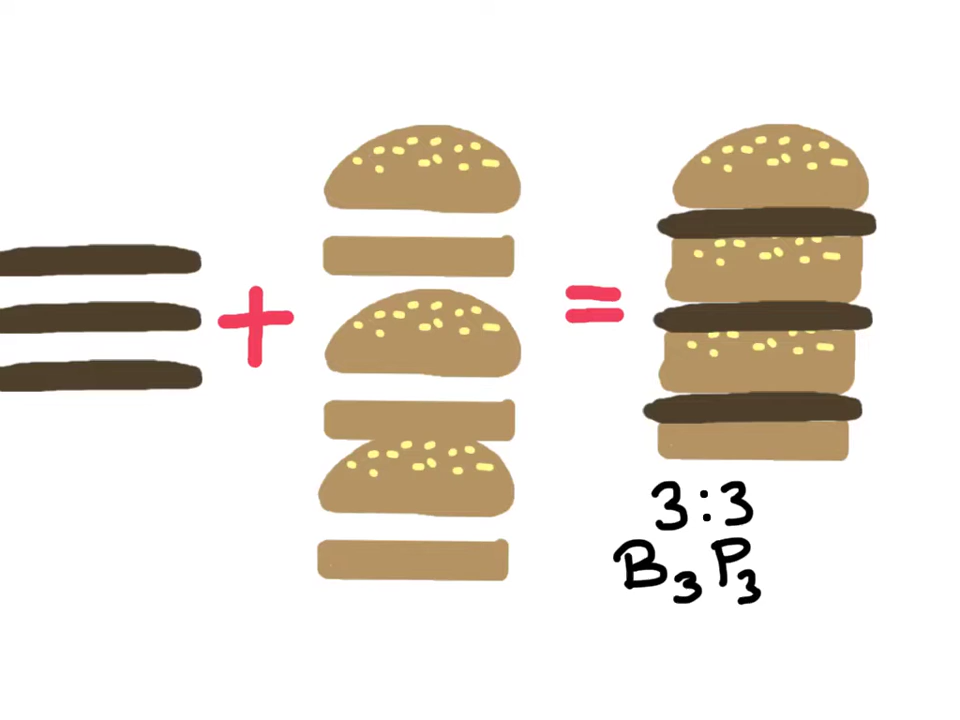 + =
3:3
B₃P₃